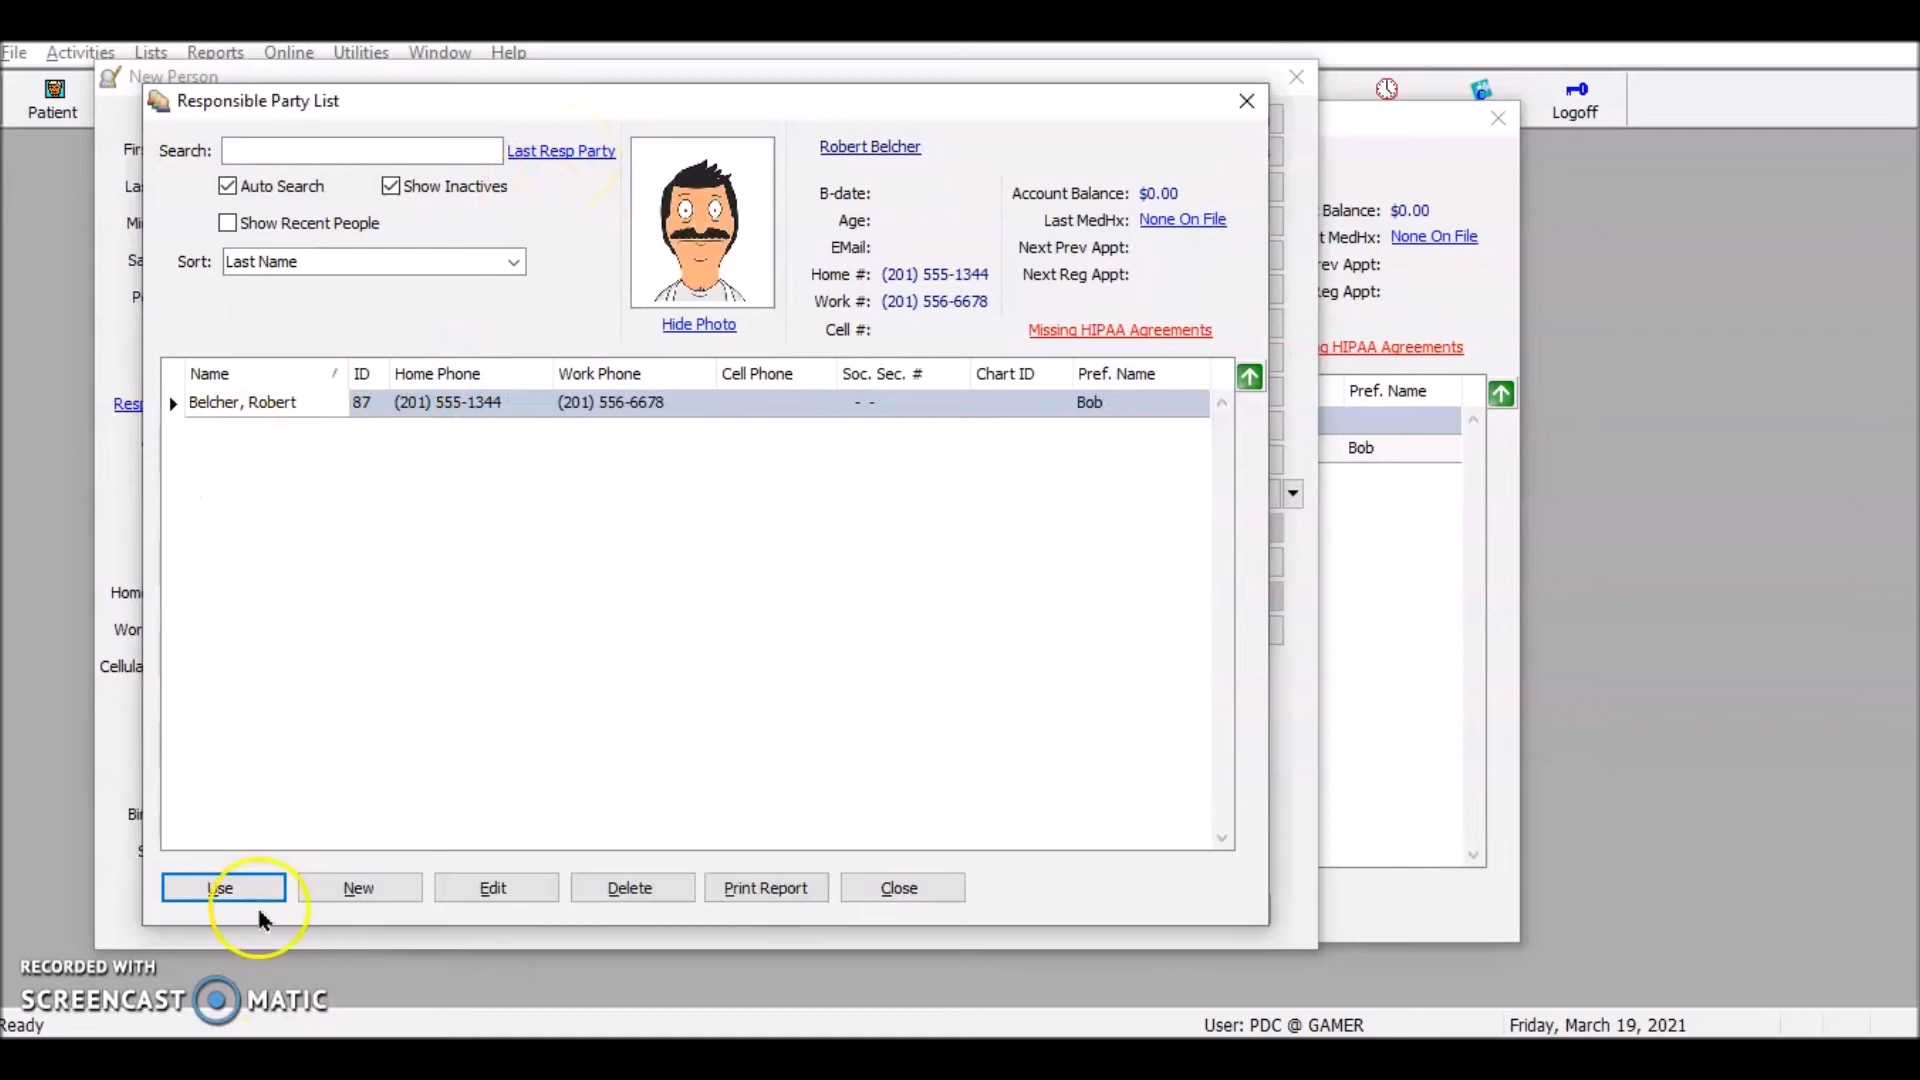 File Activities Lists Reports Online Utilities Window Help
New Person
Patient
Logoff
Responsible Party List
Search: Last Resp Party
Auto Search Show Inactives
Show Recent People
Sort: Last Name
Hide Photo
Robert Belcher
B-date:
Age:
EMail:
Home #: (201) 555-1344
Work #: (201) 556-6678
Cell #:
Account Balance: $0.00
Last MedHx: None On File
Next Prev Appt:
Next Reg Appt:
Missing HIPAA Agreements
Name / ID Home Phone Work Phone Cell Phone Soc. Sec. # Chart ID Pref. Name
Belcher, Robert 87 (201) 555-1344 (201) 556-6678 - - Bob
Use New Edit Delete Print Report Close
Balance: $0.00
MedHx: None On File
Appt:
Reg Appt:
HIPAA Agreements
Pref. Name
Bob
RECORDED WITH
SCREENCAST MATIC
Ready User: PDC @ GAMER Friday, March 19, 2021